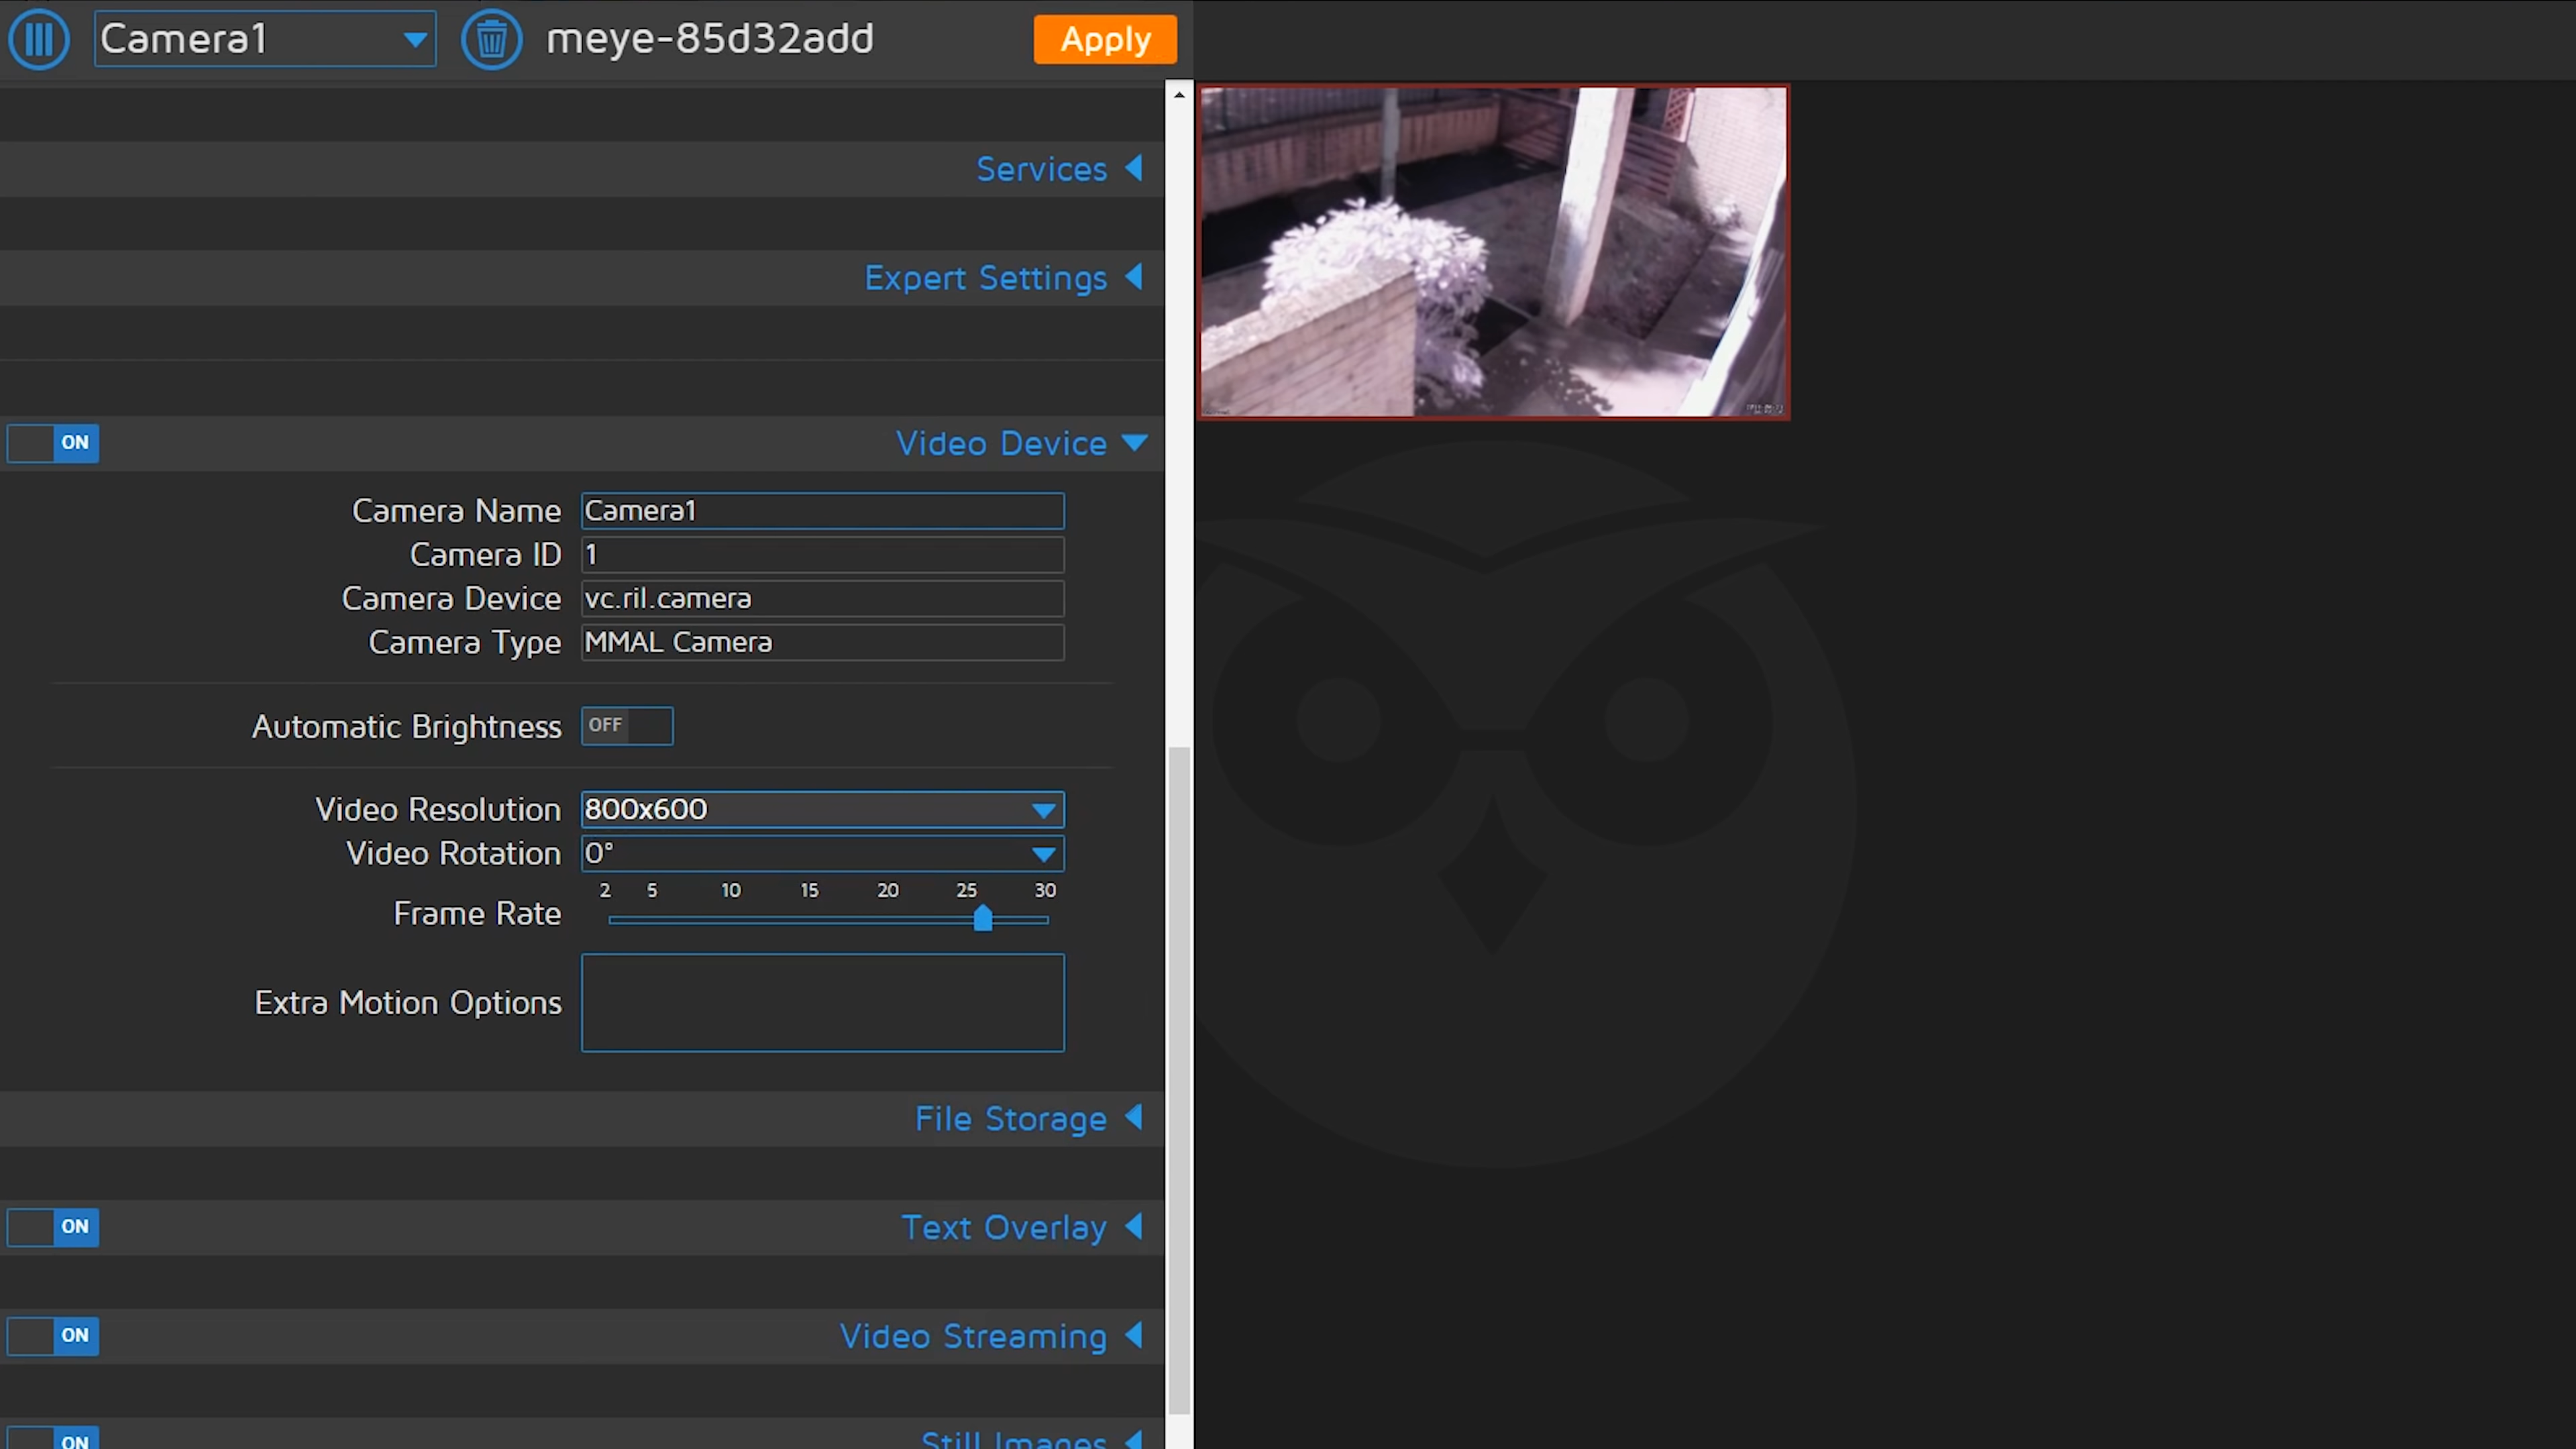 Camera1 meye-85d32add Apply
Services
Expert Settings
ON Video Device
Camera Name Camera1
Camera ID 1
Camera Device vc.ril.camera
Camera Type MMAL Camera
Automatic Brightness OFF
Video Resolution 800x600
Video Rotation 0°
2 5 10 15 20 25 30
Frame Rate
Extra Motion Options
File Storage
ON Text Overlay
ON Video Streaming
ON Still Images